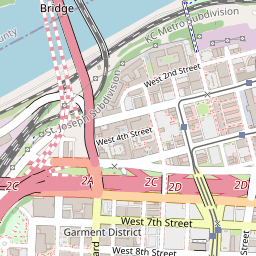 Bridge
KC Metro Subdivision
West 2nd Street
St. Joseph Subdivision
West 4th Street
2C
2A
2C
2D
2C
2D
West 7th Street
Garment District
West 8th Street